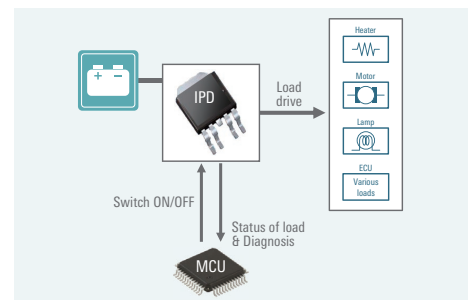 + −
IPD
Load
drive
Heater
Motor
Lamp
ECU
Various
loads
Switch ON/OFF
Status of load
& Diagnosis
MCU